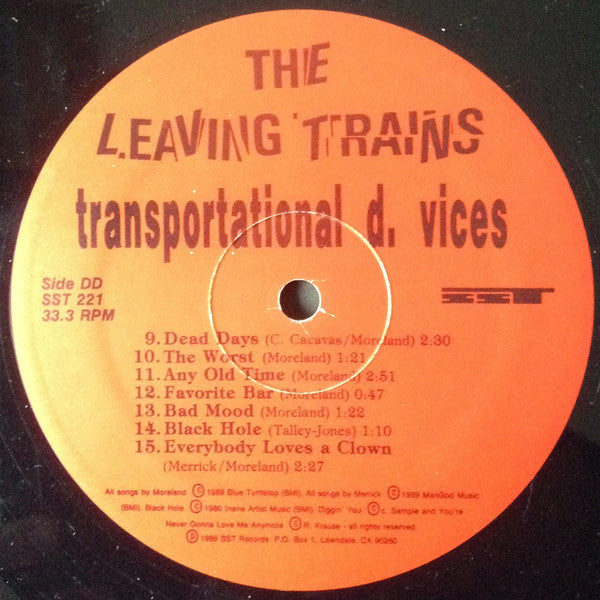 THE
LEAVING TRAINS
transportational d. vices
Side DD
SST 221
33.3 RPM
SST
9. Dead Days (C. Cacavas/Moreland) 2:30
10. The Worst (Moreland) 1:21
11. Any Old Time (Moreland) 2:51
12. Favorite Bar (Moreland) 0:47
13. Bad Mood (Moreland) 1:22
14. Black Hole (Talley-Jones) 1:10
15. Everybody Loves a Clown
(Merrick/Moreland) 2:27
All songs by Moreland ⓒ 1989 Blue Turntstop (BMI). All songs by Merrick ⓒ 1989 ManGod Music
(BMI). Black Hole ⓒ 1980 Inane Artist Music (BMI). Diggin' You ⓒ c. Sample and You're
Never Gonna Love Me Anymore ⓒ R. Krause - all rights reserved
ⓟ 1989 SST Records, P.O. Box 1, Lawndale, CA 90260